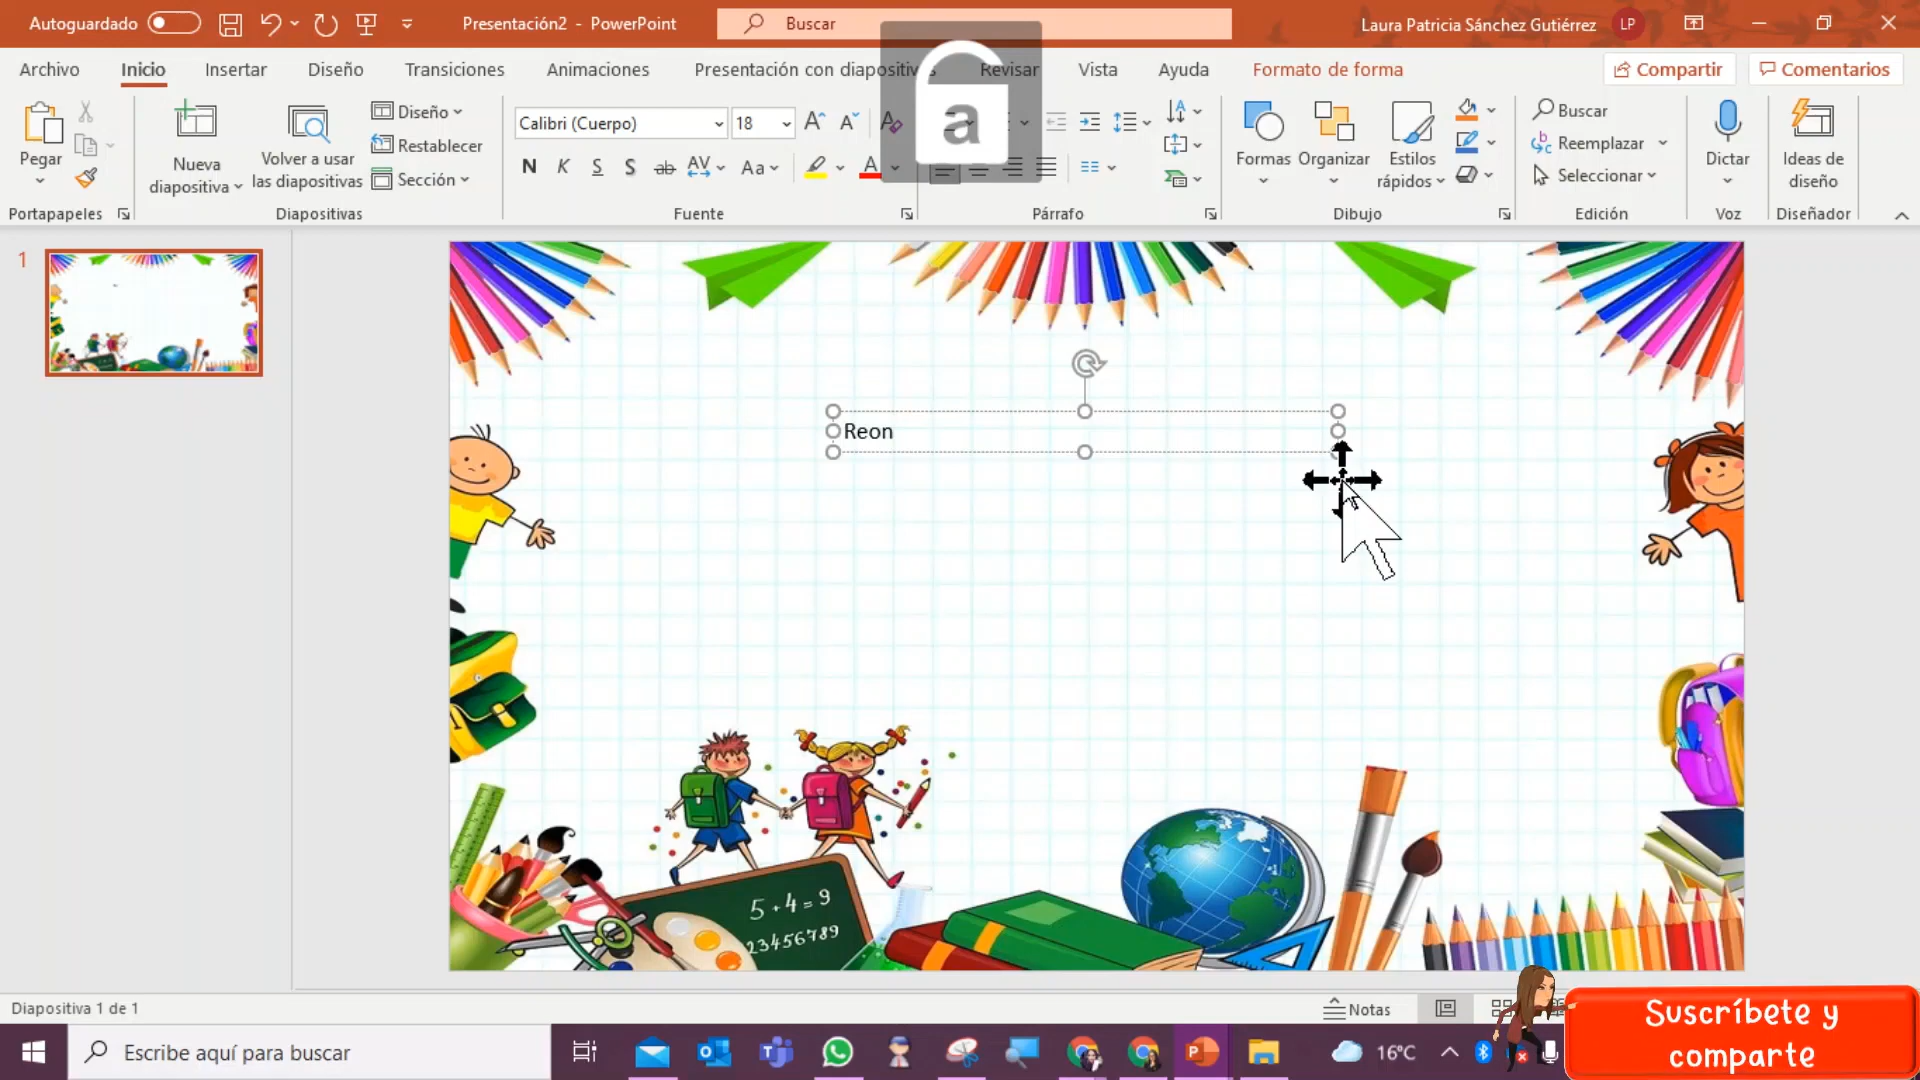 Autoguardado
Presentación2 - PowerPoint
Buscar
Laura Patricia Sánchez Gutiérrez
LP
Archivo
Inicio
Insertar
Diseño
Transiciones
Animaciones
Presentación con diapositivas
Revisar
Vista
Ayuda
Formato de forma
Compartir
Comentarios
a
Pegar
Nueva
diapositiva
Volver a usar
las diapositivas
Diseño
Restablecer
Sección
Calibri (Cuerpo)
18
N K S S ab AV Aa A
Formas
Organizar
Estilos
rápidos
Buscar
Reemplazar
Seleccionar
Dictar
Ideas de
diseño
Portapapeles
Diapositivas
Fuente
Párrafo
Dibujo
Edición
Voz
Diseñador
1
Reon
5+4=9
23456789
Diapositiva 1 de 1
Notas
Escribe aquí para buscar
16°C
Suscríbete y
comparte